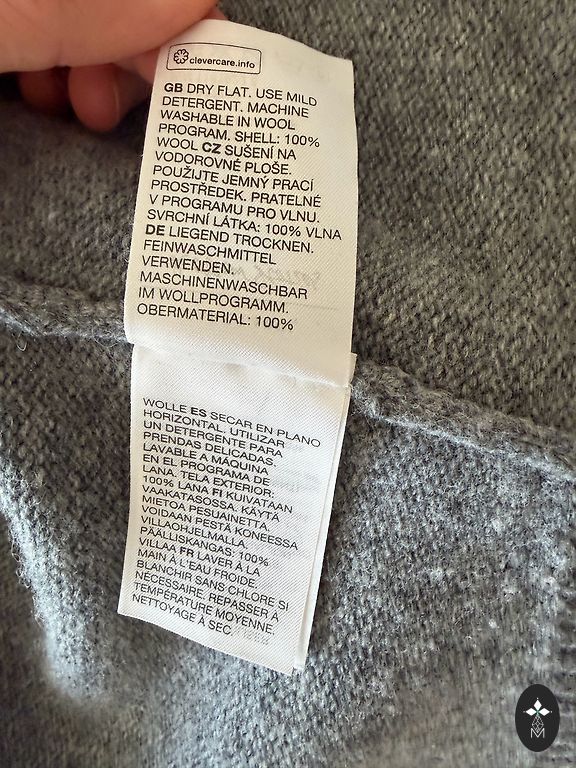 clevercare.info
GB DRY FLAT. USE MILD
DETERGENT. MACHINE
WASHABLE IN WOOL
PROGRAM. SHELL: 100%
WOOL CZ SUŠENÍ NA
VODOROVNÉ PLOŠE.
POUŽIJTE JEMNÝ PRACÍ
PROSTŘEDEK. PRATELNÉ
V PROGRAMU PRO VLNU.
SVRCHNÍ LÁTKA: 100% VLNA
DE LIEGEND TROCKNEN.
FEINWASCHMITTEL
VERWENDEN.
MASCHINENWASCHBAR
IM WOLLPROGRAMM.
OBERMATERIAL: 100%
WOLLE ES SECAR EN PLANO
HORIZONTAL. UTILIZAR
UN DETERGENTE PARA
PRENDAS DELICADAS.
LAVABLE A MÁQUINA
EN EL PROGRAMA DE
LANA. TELA EXTERIOR:
100% LANA FI KUIVATAAN
VAAKATASOSSA. KÄYTÄ
MIETOA PESUAINETTA.
VOIDAAN PESTÄ KONEESSA
VILLAOHJELMALLA.
PÄÄLLISKANGAS: 100%
VILLAA FR LAVER À LA
MAIN À L'EAU FROIDE.
BLANCHIR SANS CHLORE SI
NÉCESSAIRE. REPASSER À
TEMPÉRATURE MOYENNE.
NETTOYAGE À SEC
M